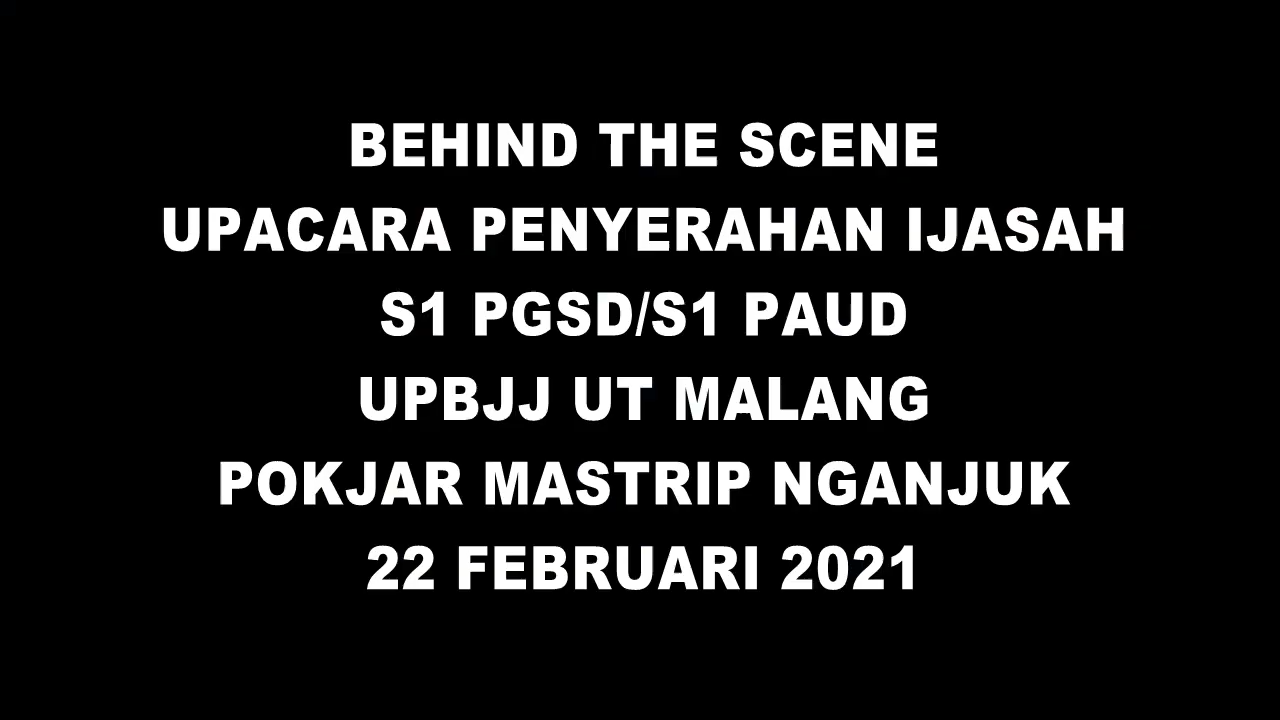 BEHIND THE SCENE
UPACARA PENYERAHAN IJASAH
S1 PGSD/S1 PAUD
UPBJJ UT MALANG
POKJAR MASTRIP NGANJUK
22 FEBRUARI 2021